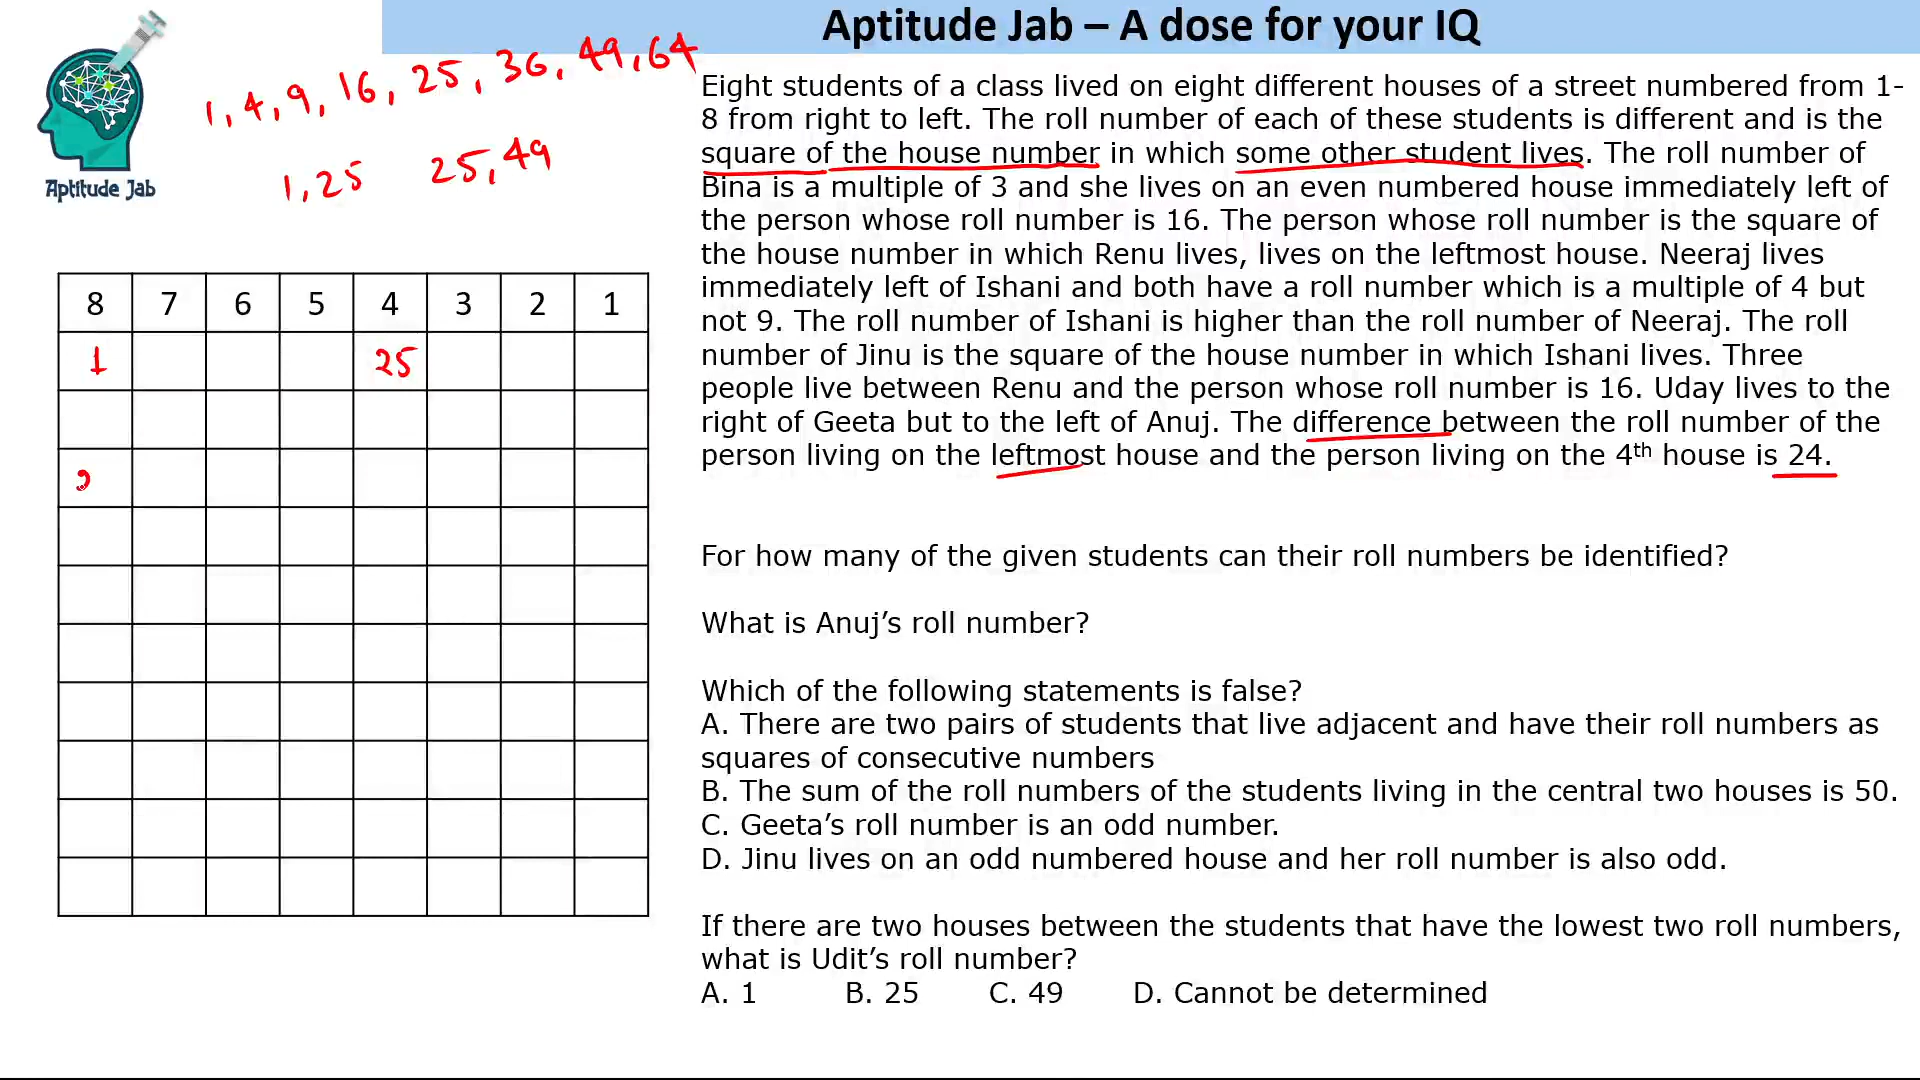 Aptitude Jab – A dose for your IQ
1, 4, 9, 16, 25, 36, 49, 64
1, 25 25, 49
Aptitude Jab
Eight students of a class lived on eight different houses of a street numbered from 1-
8 from right to left. The roll number of each of these students is different and is the
square of the house number in which some other student lives. The roll number of
Bina is a multiple of 3 and she lives on an even numbered house immediately left of
the person whose roll number is 16. The person whose roll number is the square of
the house number in which Renu lives, lives on the leftmost house. Neeraj lives
immediately left of Ishani and both have a roll number which is a multiple of 4 but
not 9. The roll number of Ishani is higher than the roll number of Neeraj. The roll
number of Jinu is the square of the house number in which Ishani lives. Three
people live between Renu and the person whose roll number is 16. Uday lives to the
right of Geeta but to the left of Anuj. The difference between the roll number of the
person living on the leftmost house and the person living on the 4th house is 24.
8 7 6 5 4 3 2 1
1 25
For how many of the given students can their roll numbers be identified?
What is Anuj’s roll number?
Which of the following statements is false?
A. There are two pairs of students that live adjacent and have their roll numbers as
squares of consecutive numbers
B. The sum of the roll numbers of the students living in the central two houses is 50.
C. Geeta’s roll number is an odd number.
D. Jinu lives on an odd numbered house and her roll number is also odd.
If there are two houses between the students that have the lowest two roll numbers,
what is Udit’s roll number?
A. 1 B. 25 C. 49 D. Cannot be determined